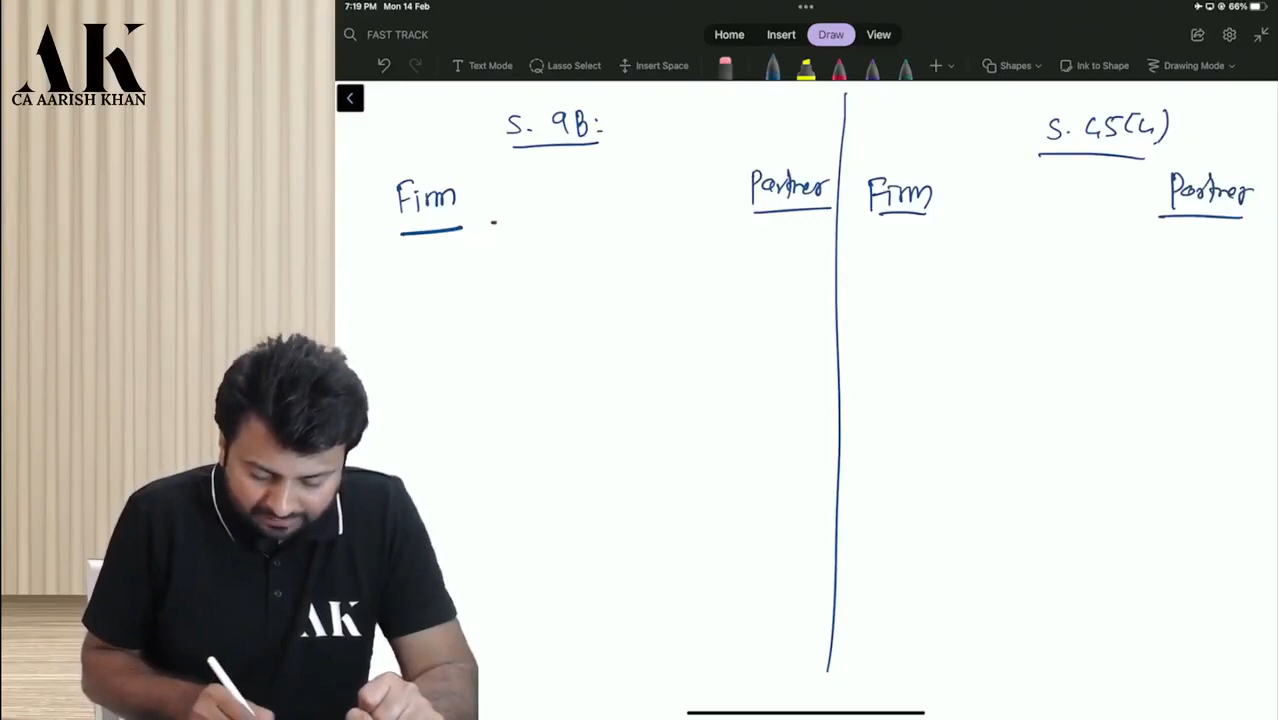 AK
CA AARISH KHAN
7:19 PM Mon 14 Feb
66%
FAST TRACK
Home Insert Draw View
Text Mode Lasso Select Insert Space Shapes Ink to Shape Drawing Mode
S. 9B:
S. 45(4)
Firm Partner
Firm Partner
AK